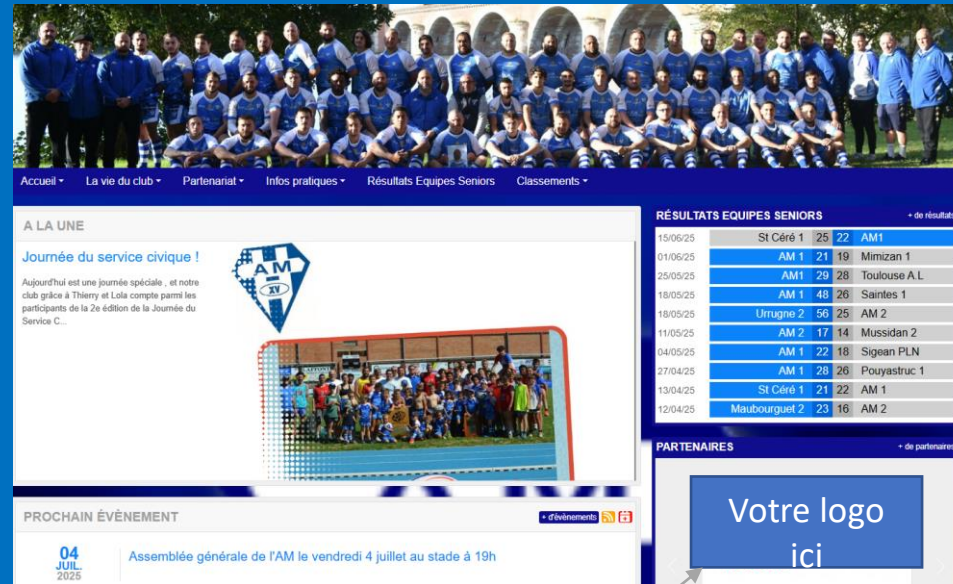 Accueil La vie du club Partenariat Infos pratiques Résultats Equipes Seniors Classements
A LA UNE
Journée du service civique !
Aujourd'hui est une journée spéciale , et notre
club grâce à Thierry et Lola compte parmi les
participants de la 2e édition de la Journée du
Service C...
AM
XV
RÉSULTATS EQUIPES SENIORS + de résultats
15/06/25 St Céré 1 25 22 AM1
01/06/25 AM 1 21 19 Mimizan 1
25/05/25 AM1 29 28 Toulouse A.L
18/05/25 AM 1 48 26 Saintes 1
18/05/25 Urrugne 2 56 25 AM 2
11/05/25 AM 2 17 14 Mussidan 2
04/05/25 AM 1 22 18 Sigean PLN
27/04/25 AM 1 28 26 Pouyastruc 1
13/04/25 St Céré 1 21 22 AM 1
12/04/25 Maubourguet 2 23 16 AM 2
PARTENAIRES + de partenaires
Votre logo
ici
PROCHAIN ÉVÈNEMENT + d'évènements
04
JUIL.
2025
Assemblée générale de l'AM le vendredi 4 juillet au stade à 19h